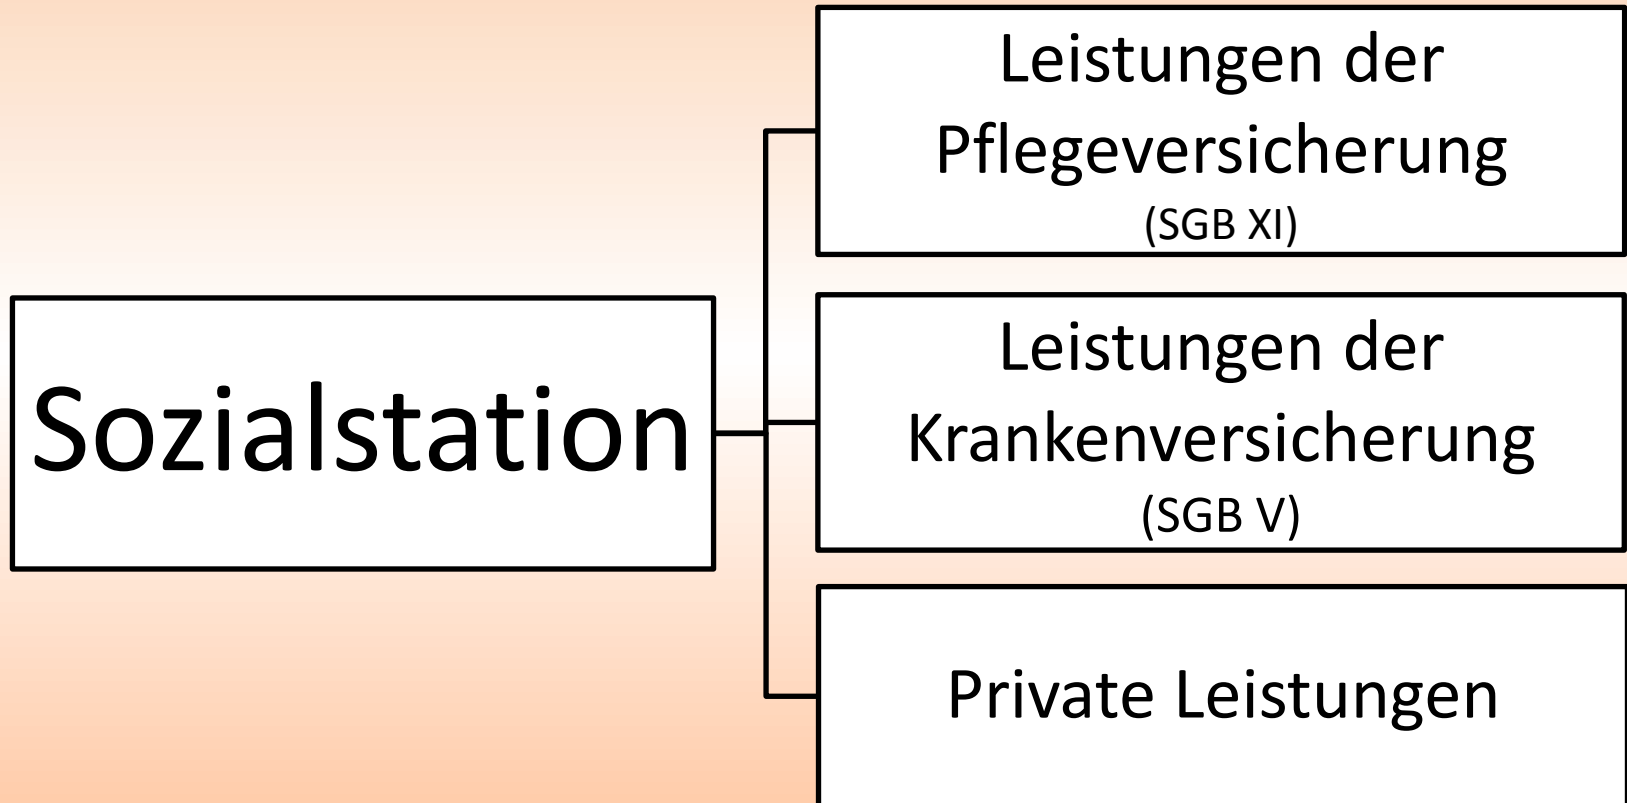 Sozialstation
Leistungen der
Pflegeversicherung
(SGB XI)
Leistungen der
Krankenversicherung
(SGB V)
Private Leistungen